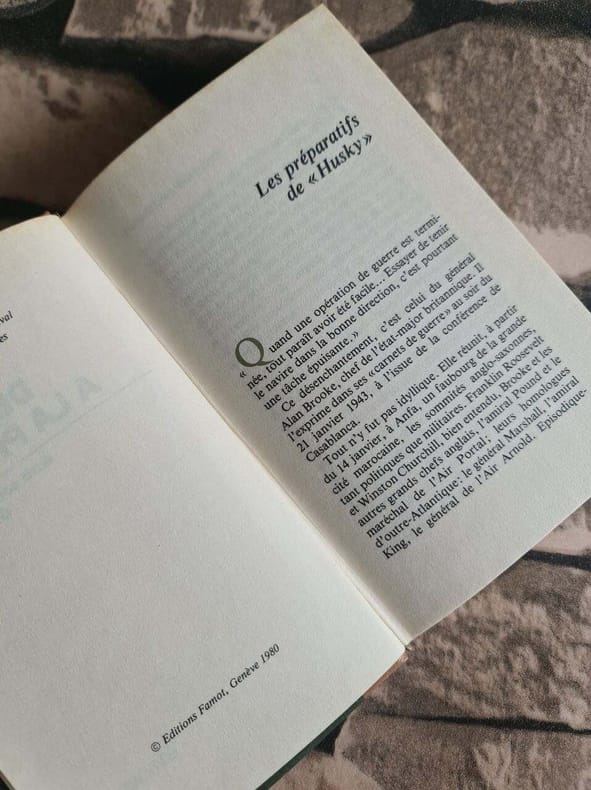 val
es
© Editions Famot, Genève 1980
Les préparatifs
de «Husky»
« Quand une opération de guerre est termi-
née, tout paraît avoir été facile... Essayer de tenir
le navire dans la bonne direction, c'est pourtant
une tâche épuisante.»
Ce désenchantement, c'est celui du général
Alan Brooke, chef de l'état-major britannique. Il
l'exprime dans ses «carnets de guerre» au soir du
21 janvier 1943, à l'issue de la conférence de
Casablanca.
Tout n'y fut pas idyllique. Elle réunit, à partir
du 14 janvier, à Anfa, un faubourg de la grande
cité marocaine, les sommités anglo-saxonnes,
tant politiques que militaires. Franklin Roosevelt
et Winston Churchill, bien entendu, Brooke et les
autres grands chefs anglais, l'amiral Pound et le
maréchal de l'Air Portal; leurs homologues
d'outre-Atlantique: le général Marshall, l'amiral
King, le général de l'Air Arnold. Episodique-